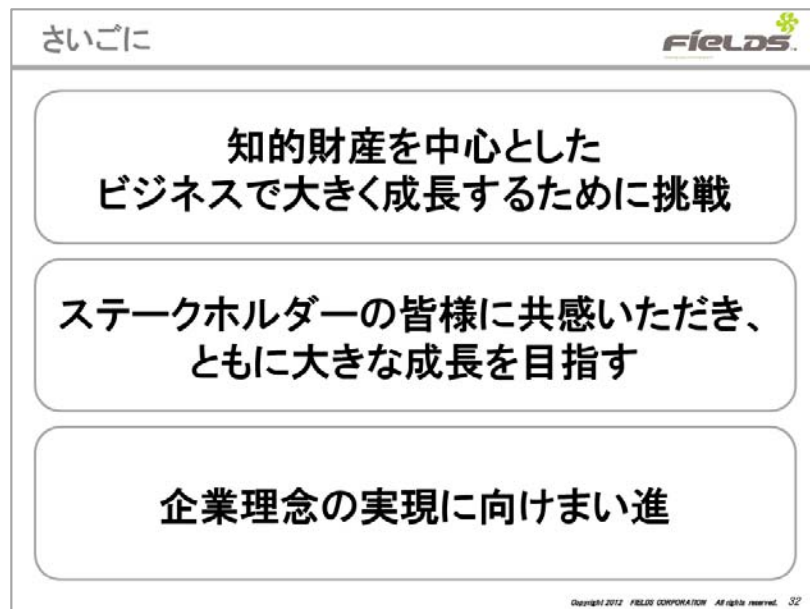 さいごに
FIELDS
知的財産を中心とした
ビジネスで大きく成長するために挑戦
ステークホルダーの皆様に共感いただき、
ともに大きな成長を目指す
企業理念の実現に向けまい進
Copyright 2012 FIELDS CORPORATION All rights reserved. 32